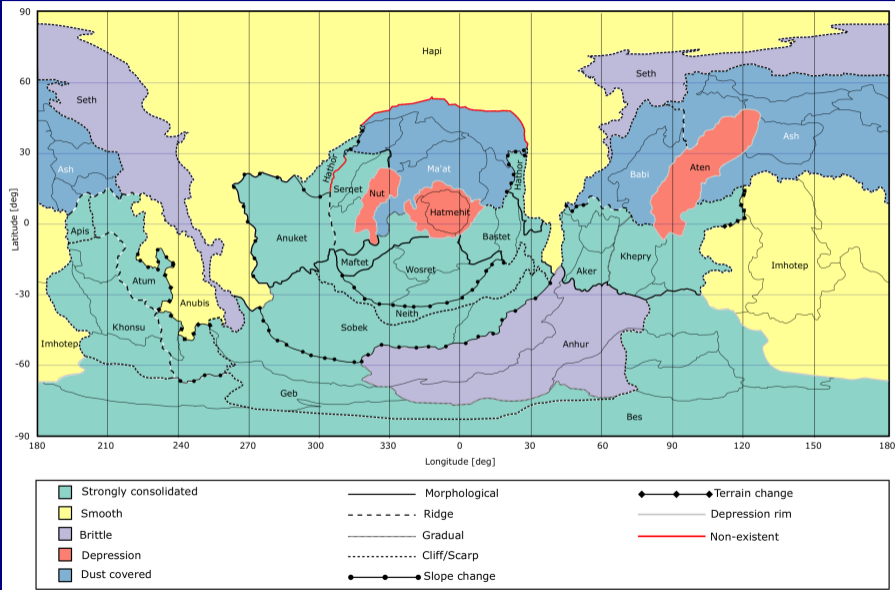 90
60
30
0
-30
-60
-90
Latitude [deg]
180
210
240
270
300
330
0
30
60
90
120
150
180
Longitude [deg]
Hapi
Seth
Seth
Ash
Ash
Hathor
Hathor
Ma'at
Babi
Aten
Serqet
Nut
Hatmehit
Apis
Anuket
Bastet
Maftet
Wosret
Aker
Khepry
Imhotep
Atum
Anubis
Neith
Khonsu
Sobek
Imhotep
Anhur
Geb
Bes
Strongly consolidated
Smooth
Brittle
Depression
Dust covered
Morphological
Ridge
Gradual
Cliff/Scarp
Slope change
Terrain change
Depression rim
Non-existent